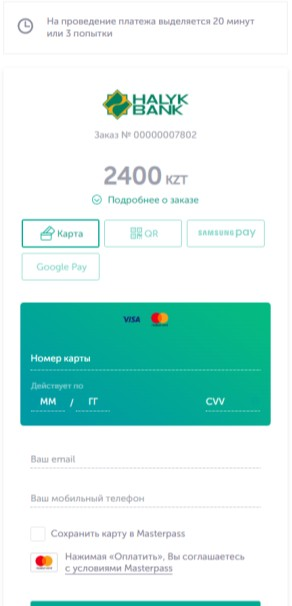 На проведение платежа выделяется 20 минут
или 3 попытки
HALYK
BANK
Заказ № 00000007802
2400 KZT
Подробнее о заказе
Карта
QR
SAMSUNG pay
Google Pay
VISA
Номер карты
Действует по
ММ / ГГ
CVV
Ваш email
Ваш мобильный телефон
Сохранить карту в Masterpass
Нажимая «Оплатить», Вы соглашаетесь
с условиями Masterpass